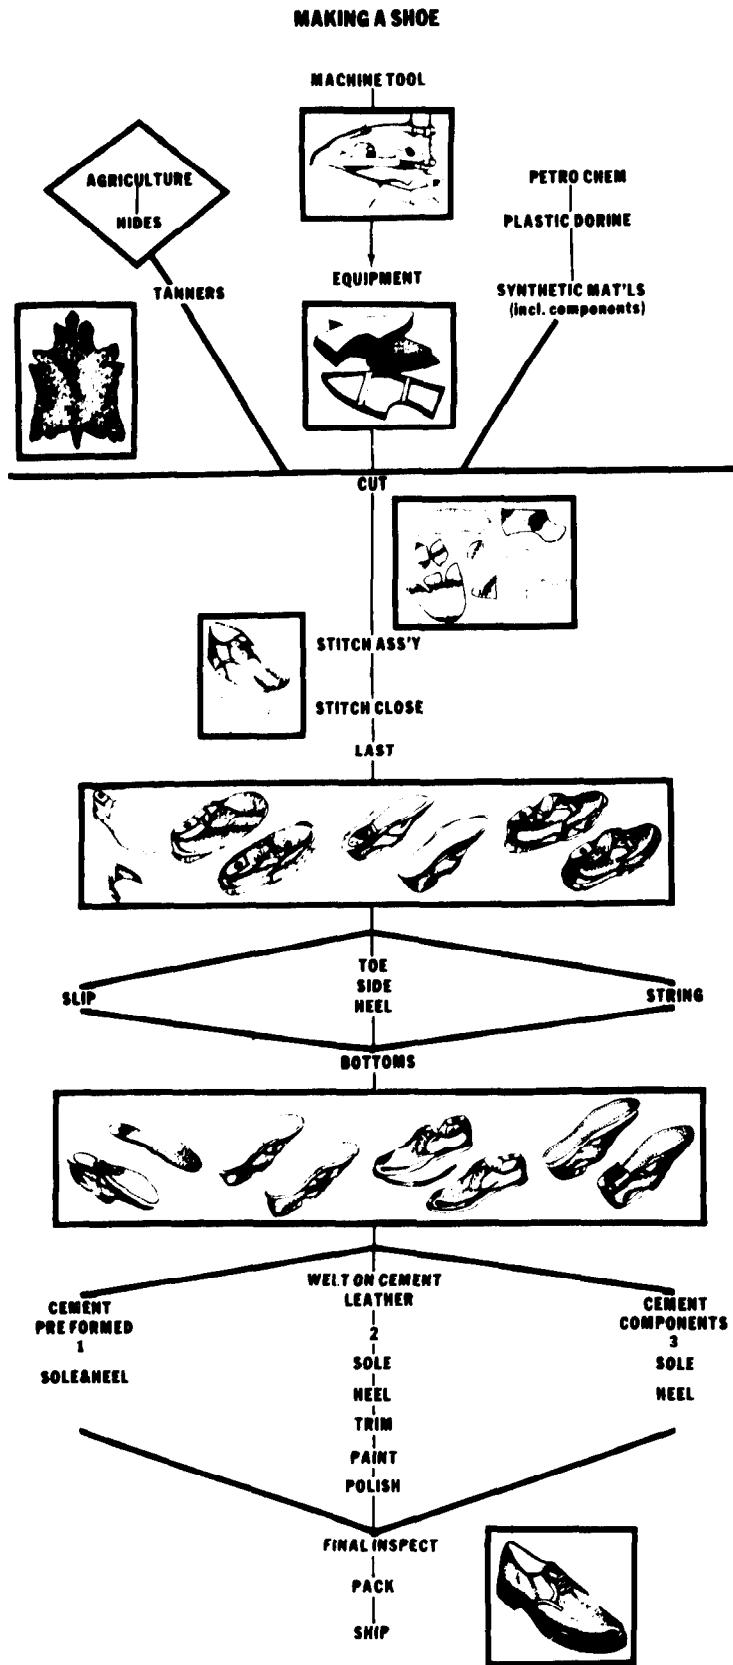 MAKING A SHOE
MACHINE TOOL
AGRICULTURE
HIDES
PETRO CHEM
PLASTIC DORINE
EQUIPMENT
TANNERS
SYNTHETIC MAT'LS
(incl. components)
CUT
STITCH ASS'Y
STITCH CLOSE
LAST
TOE
SIDE
HEEL
SLIP
STRING
BOTTOMS
CEMENT
PREFORMED
1
SOLE&HEEL
WELT ON CEMENT
LEATHER
2
SOLE
HEEL
TRIM
PAINT
POLISH
CEMENT
COMPONENTS
3
SOLE
HEEL
FINAL INSPECT
PACK
SHIP